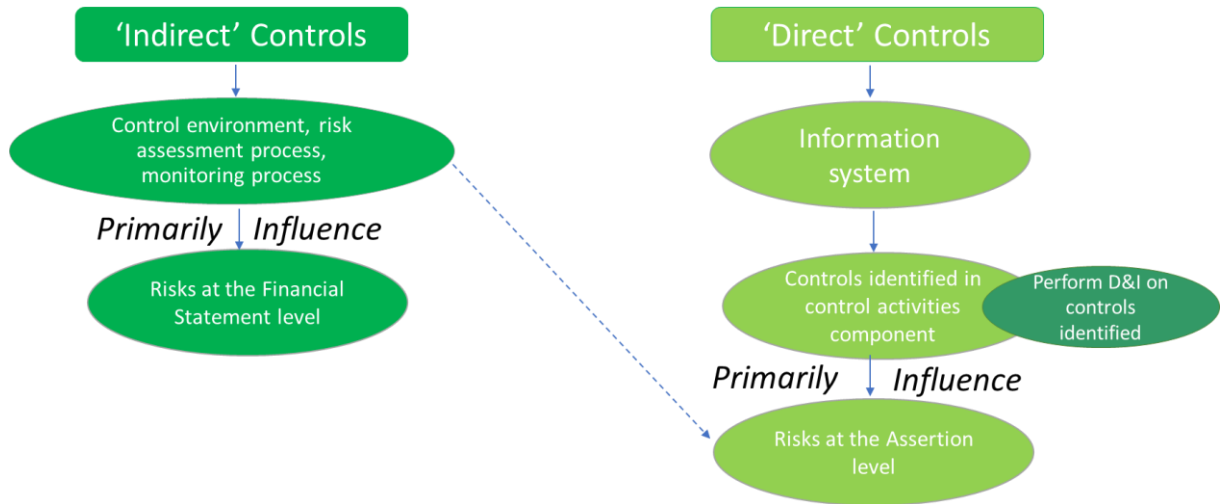 ‘Indirect’ Controls
Control environment, risk
assessment process,
monitoring process
Primarily Influence
Risks at the Financial
Statement level
‘Direct’ Controls
Information
system
Controls identified in
control activities
component
Perform D&I on
controls
identified
Primarily Influence
Risks at the Assertion
level